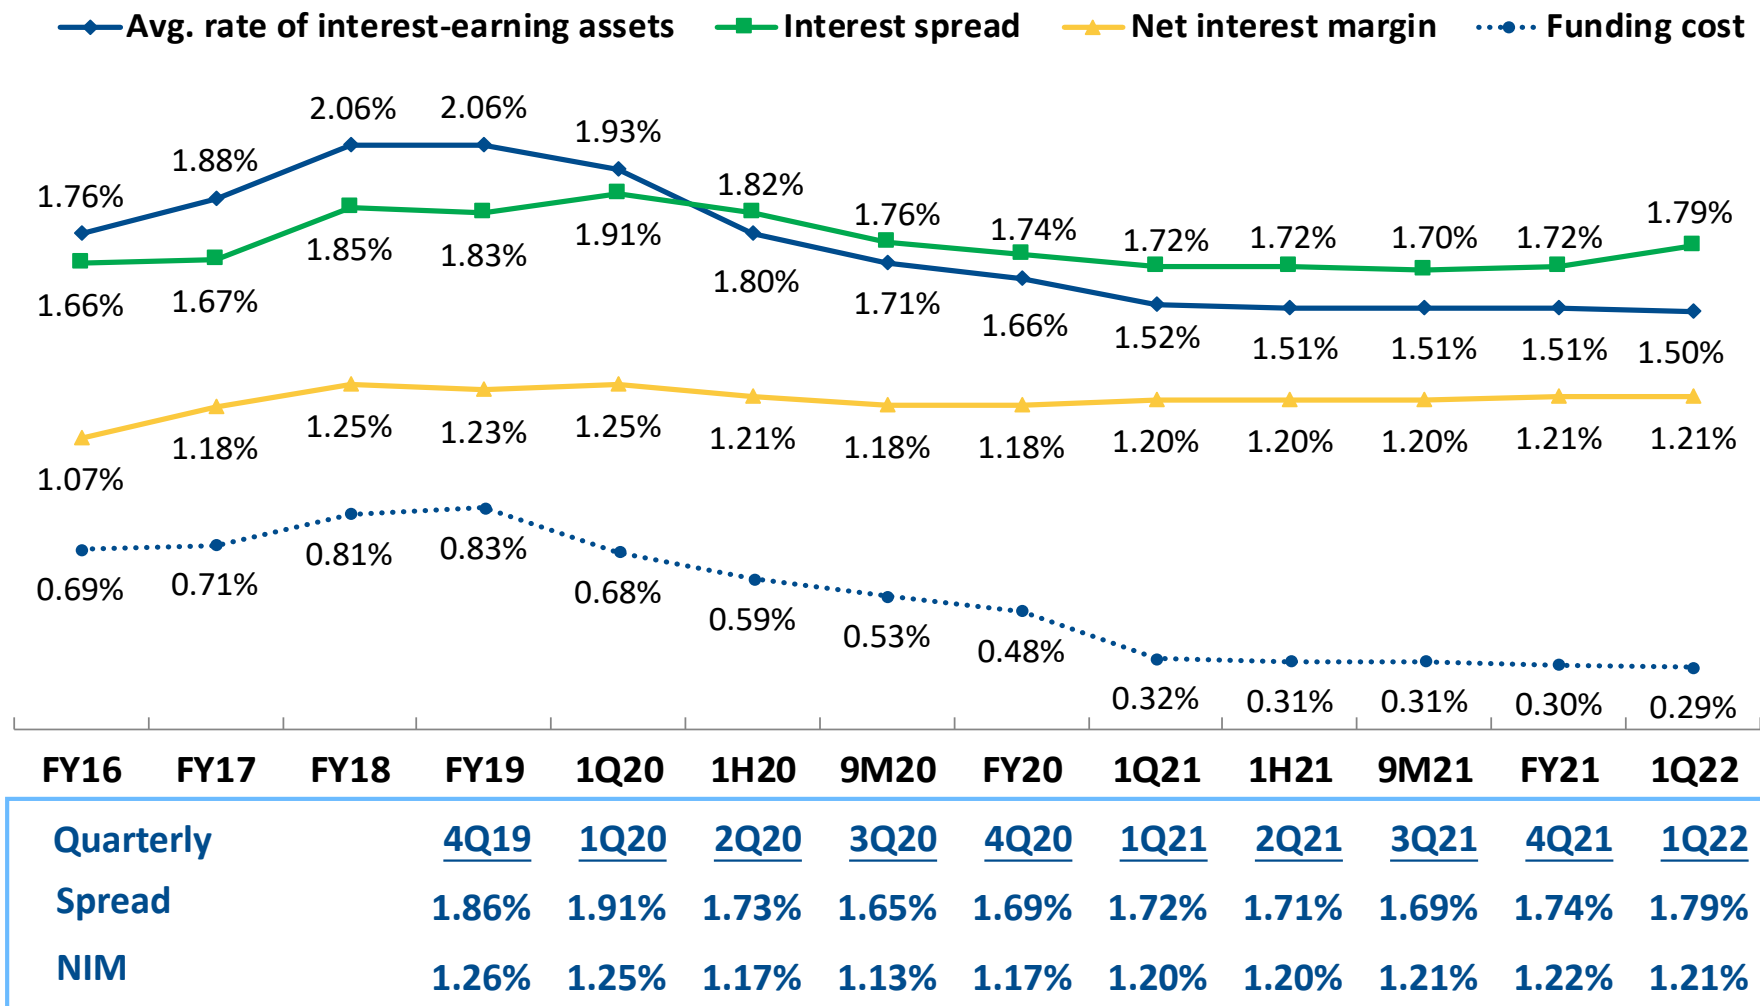 Avg. rate of interest-earning assets Interest spread Net interest margin Funding cost
2.06% 2.06%
1.93%
1.88%
1.76% 1.82%
1.76% 1.74% 1.72% 1.72% 1.70% 1.72% 1.79%
1.85% 1.83% 1.91%
1.66% 1.67% 1.80% 1.71% 1.66% 1.52% 1.51% 1.51% 1.51% 1.50%
1.07% 1.18% 1.25% 1.23% 1.25% 1.21% 1.18% 1.18% 1.20% 1.20% 1.20% 1.21% 1.21%
0.69% 0.71% 0.81% 0.83% 0.68% 0.59% 0.53% 0.48% 0.32% 0.31% 0.31% 0.30% 0.29%
FY16 FY17 FY18 FY19 1Q20 1H20 9M20 FY20 1Q21 1H21 9M21 FY21 1Q22
Quarterly 4Q19 1Q20 2Q20 3Q20 4Q20 1Q21 2Q21 3Q21 4Q21 1Q22
Spread 1.86% 1.91% 1.73% 1.65% 1.69% 1.72% 1.71% 1.69% 1.74% 1.79%
NIM 1.26% 1.25% 1.17% 1.13% 1.17% 1.20% 1.20% 1.21% 1.22% 1.21%